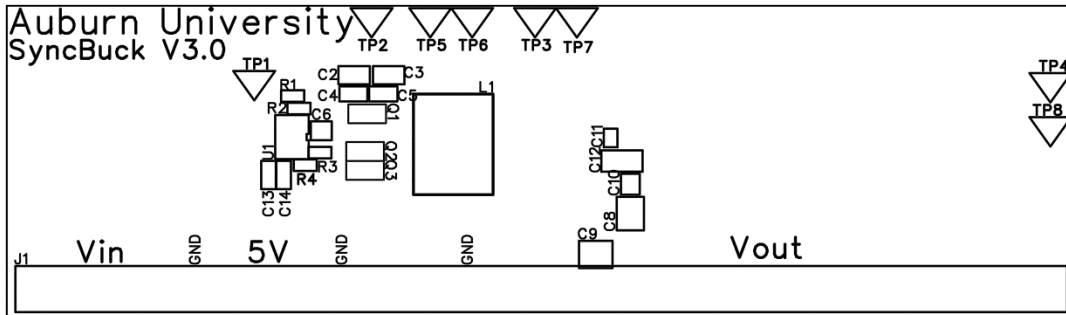 Auburn University
SyncBuck V3.0
TP2
TP5
TP6
TP3
TP7
TP1
TP4
TP8
C2
C3
C4
C5
L1
R1
R2
C6
Q1
U1
Q2
Q3
R3
R4
C13
C14
C11
C12
C10
C8
C9
Vin
GND
5V
GND
GND
Vout
J1